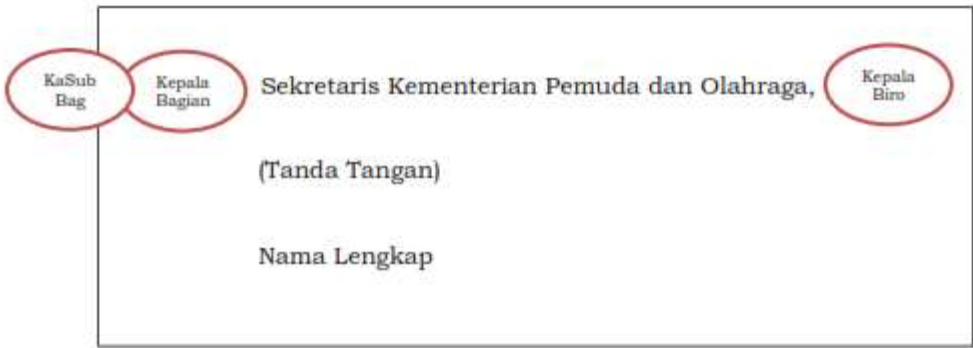 KaSub
Bag
Kepala
Bagian
Sekretaris Kementerian Pemuda dan Olahraga,
Kepala
Biro
(Tanda Tangan)
Nama Lengkap